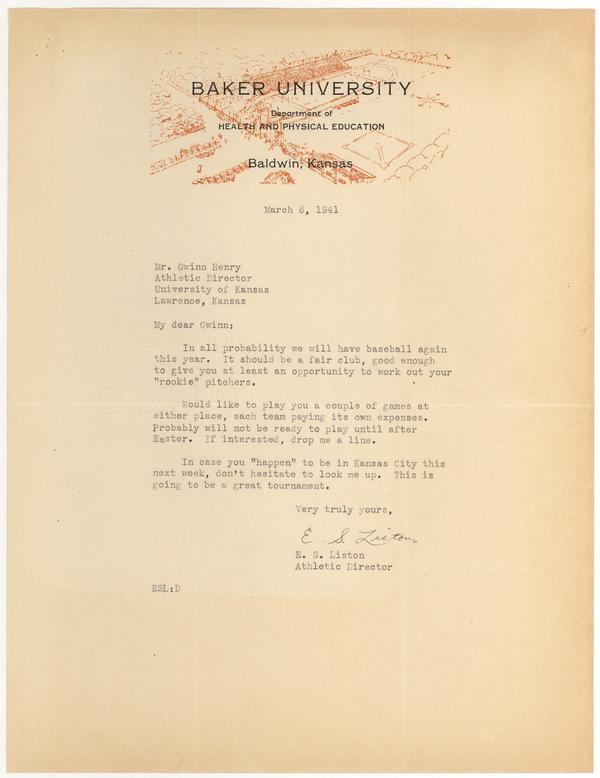 BAKER UNIVERSITY
Department of
HEALTH AND PHYSICAL EDUCATION
Baldwin, Kansas
March 6, 1941
Mr. Gwinn Henry
Athletic Director
University of Kansas
Lawrence, Kansas
My dear Gwinn:
In all probability we will have baseball again
this year. It should be a fair club, good enough
to give you at least an opportunity to work out your
"rookie" pitchers.
Would like to play you a couple of games at
either place, each team paying its own expenses.
Probably will not be ready to play until after
Easter. If interested, drop me a line.
In case you "happen" to be in Kansas City this
next week, don't hesitate to look me up. This is
going to be a great tournament.
Very truly yours,
E. S. Liston
E. S. Liston
Athletic Director
ESL:D